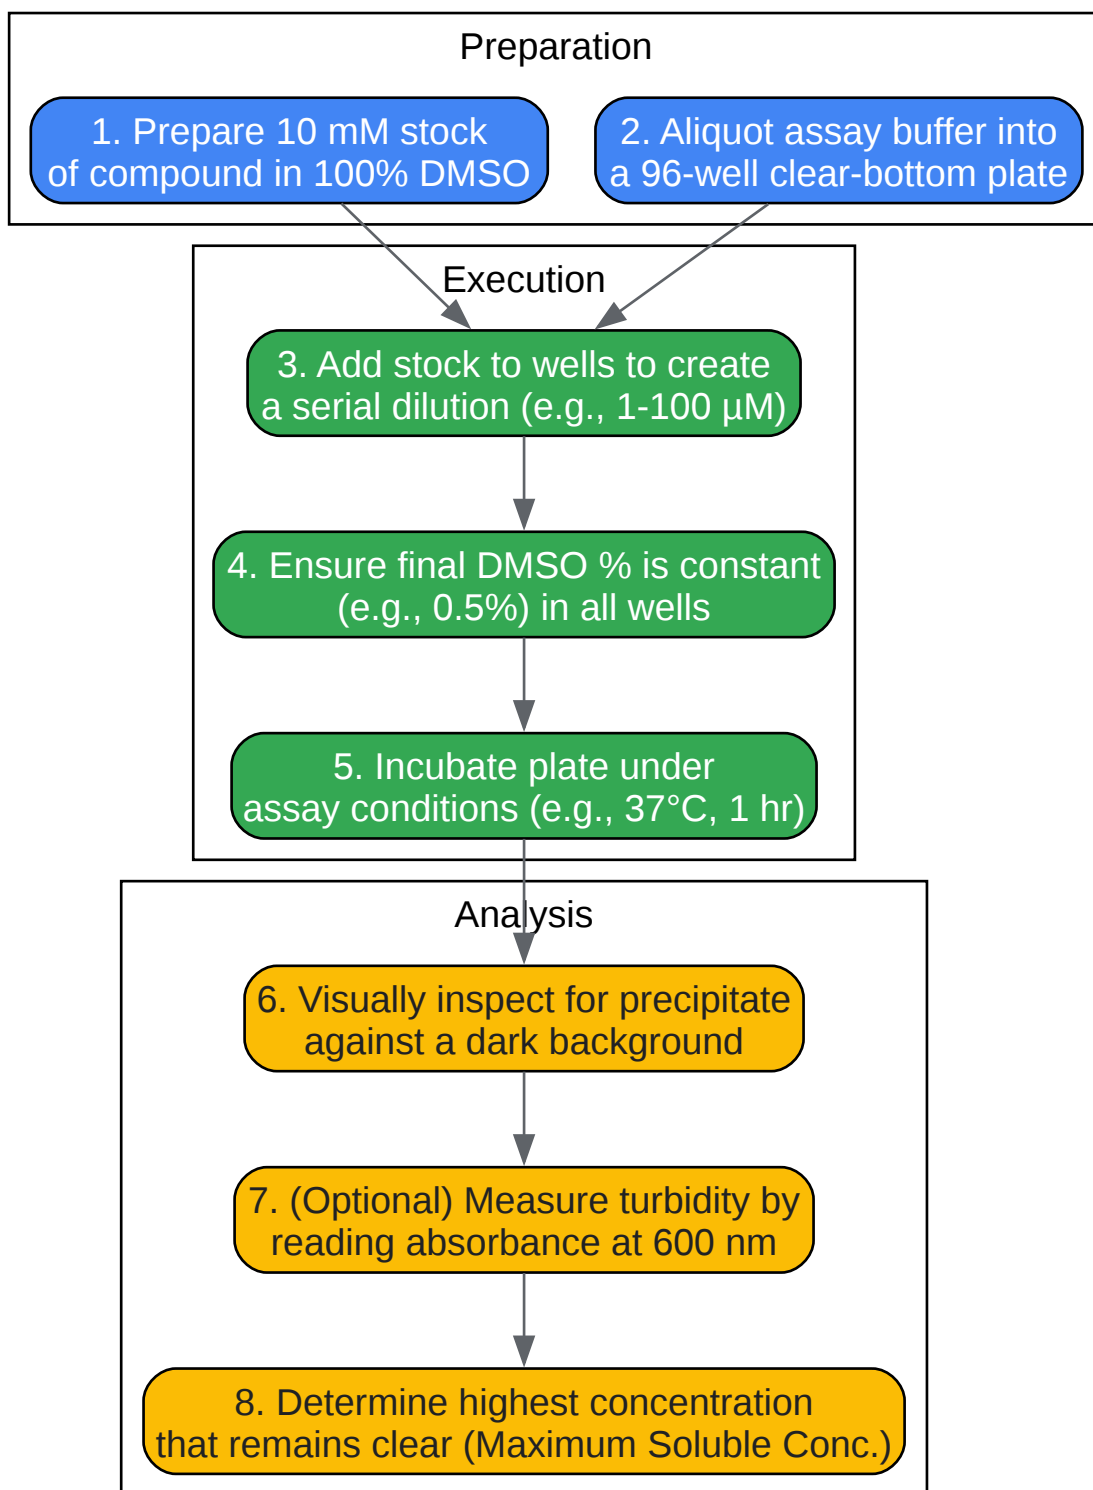 Preparation
1. Prepare 10 mM stock
of compound in 100% DMSO
2. Aliquot assay buffer into
a 96-well clear-bottom plate
Execution
3. Add stock to wells to create
a serial dilution (e.g., 1-100 µM)
4. Ensure final DMSO % is constant
(e.g., 0.5%) in all wells
5. Incubate plate under
assay conditions (e.g., 37°C, 1 hr)
Analysis
6. Visually inspect for precipitate
against a dark background
7. (Optional) Measure turbidity by
reading absorbance at 600 nm
8. Determine highest concentration
that remains clear (Maximum Soluble Conc.)